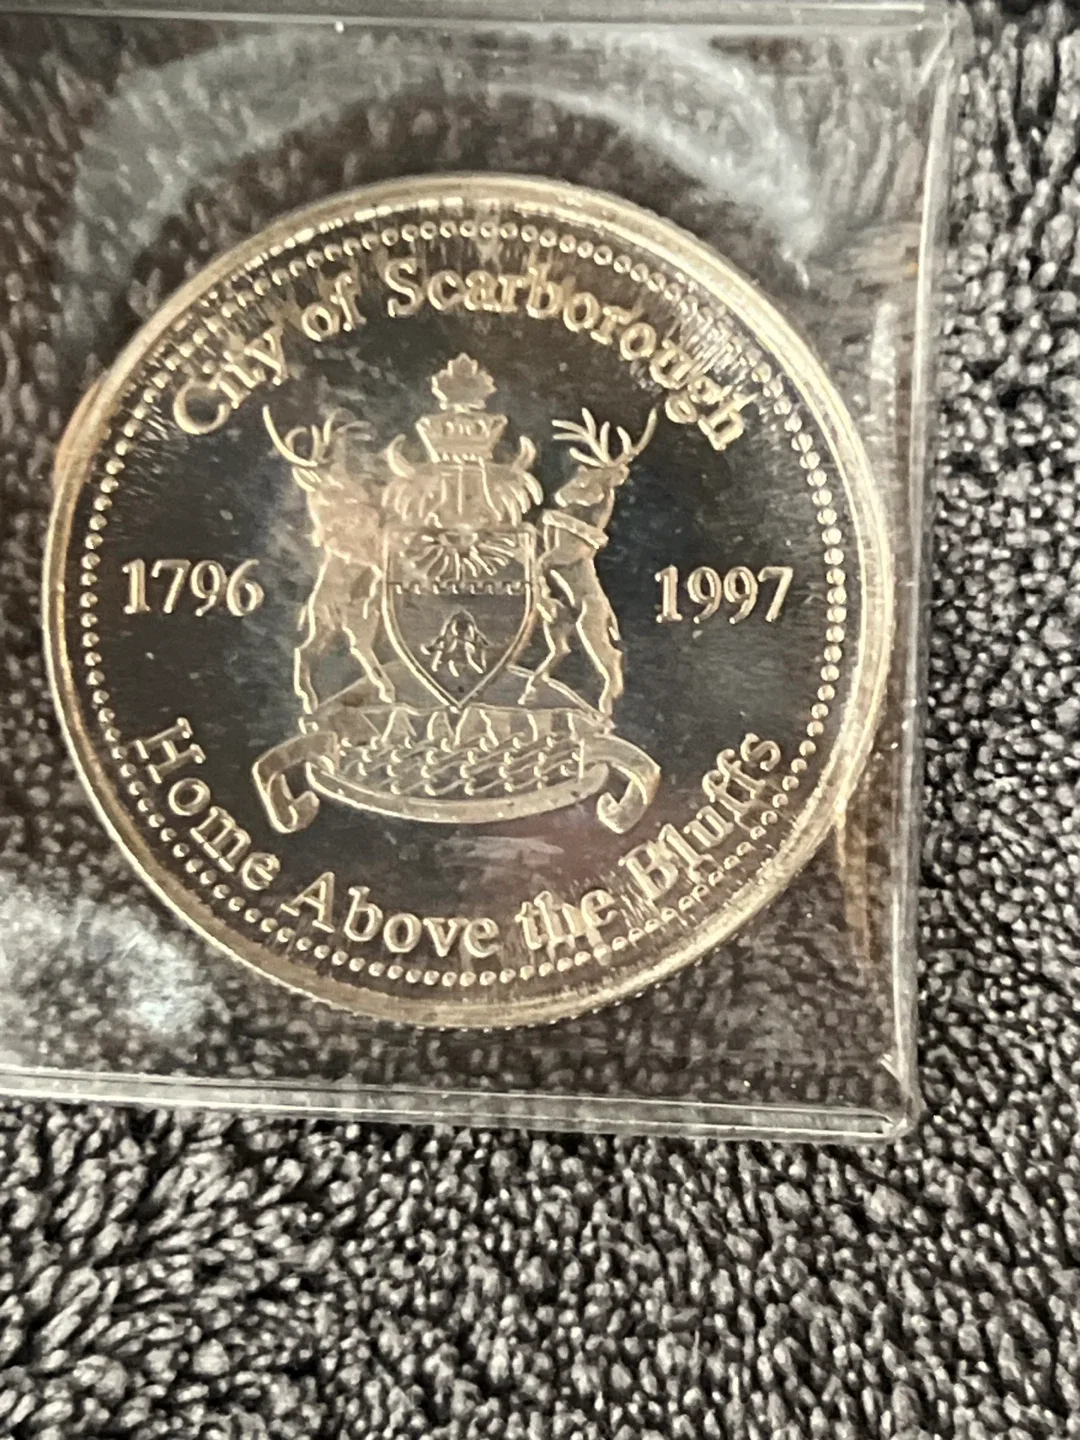 City of Scarborough
1796
1997
Home Above the Bluffs